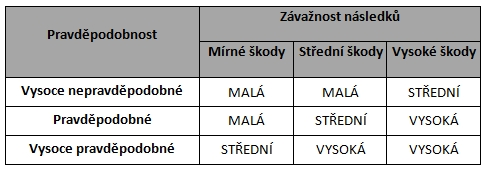 Pravděpodobnost
Závažnost následků
Mírné škody Střední škody Vysoké škody
Vysoce nepravděpodobné MALÁ MALÁ STŘEDNÍ
Pravděpodobné MALÁ STŘEDNÍ VYSOKÁ
Vysoce pravděpodobné STŘEDNÍ VYSOKÁ VYSOKÁ